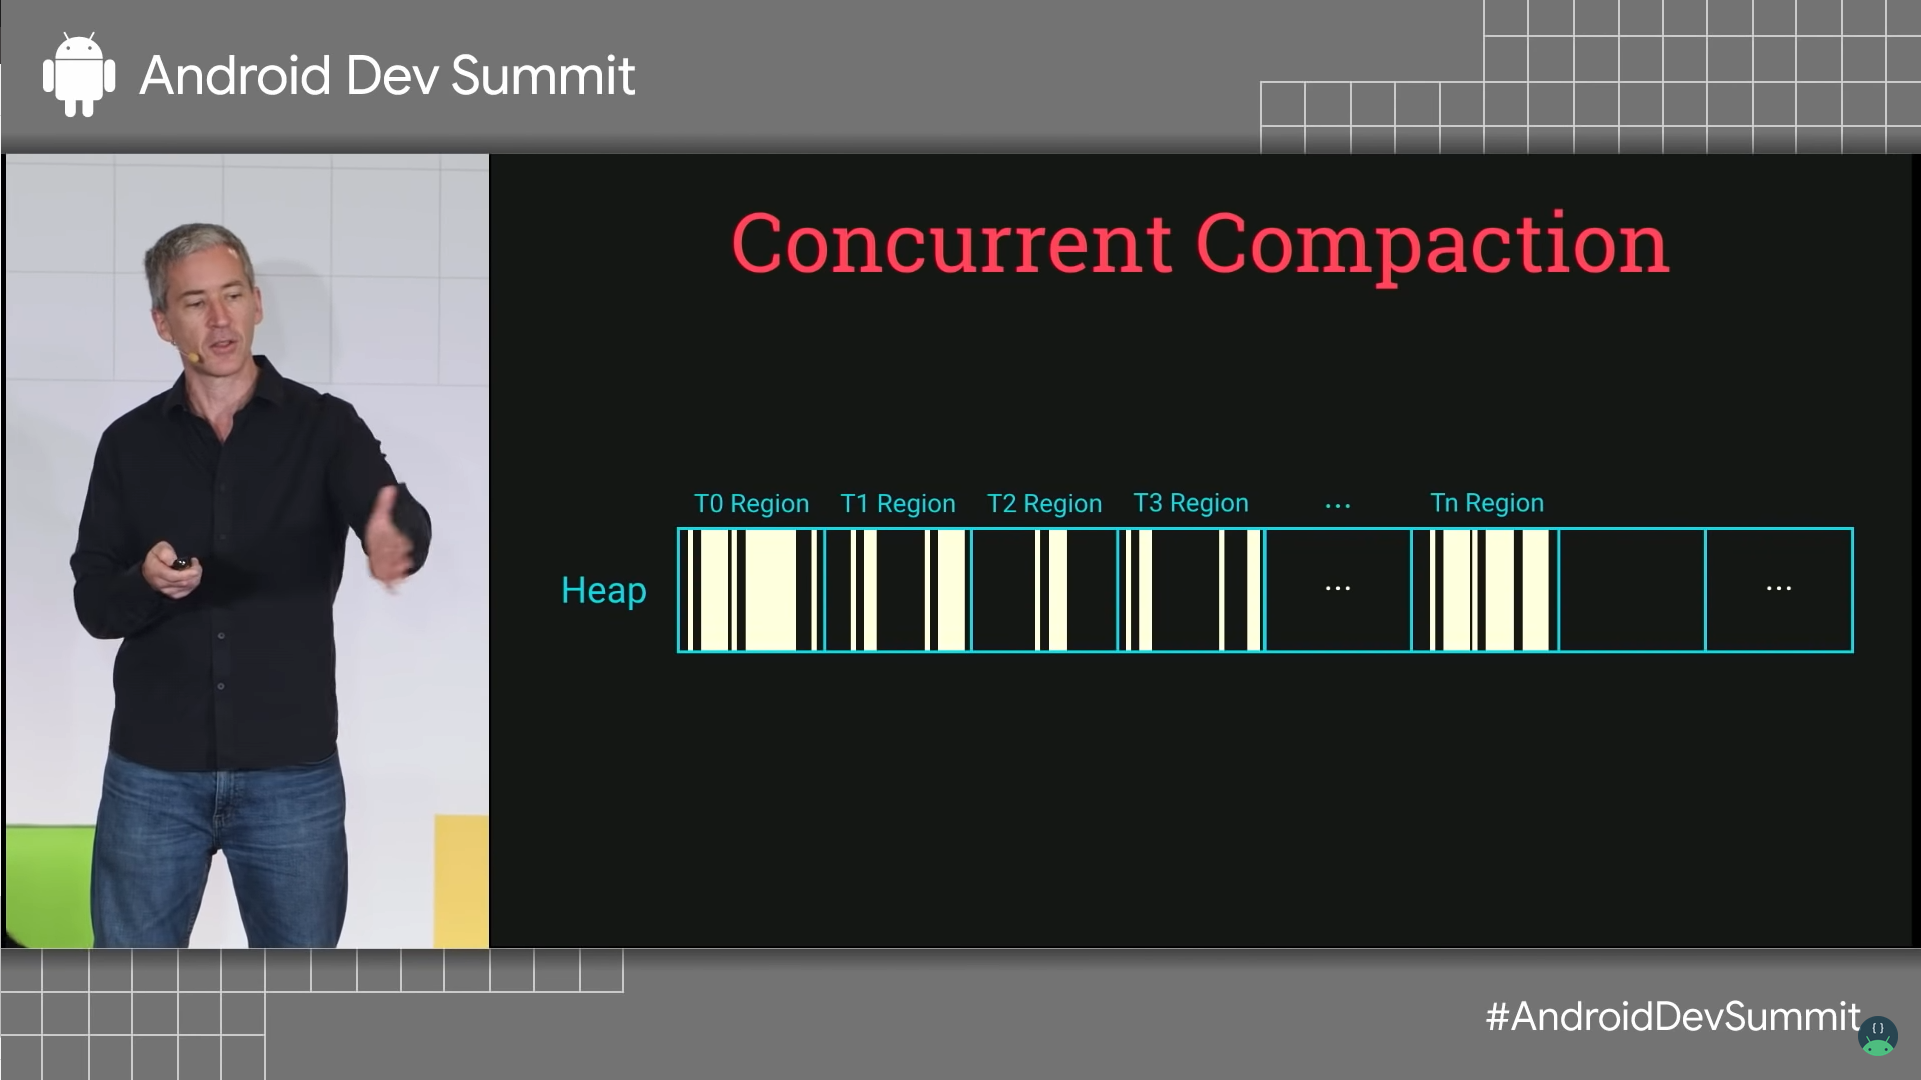 Android Dev Summit
Concurrent Compaction
T0 Region T1 Region T2 Region T3 Region ... Tn Region
Heap ... ...
#AndroidDevSummit
{ }